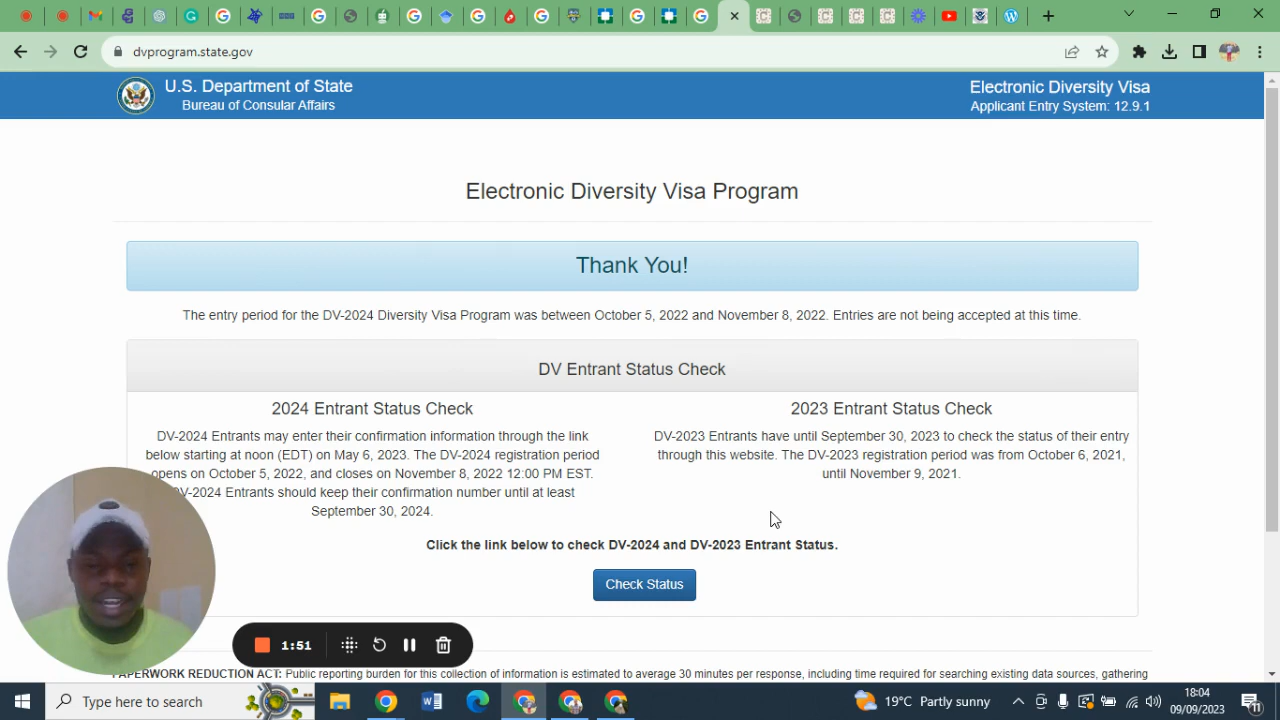 dvprogram.state.gov
U.S. Department of State
Bureau of Consular Affairs
Electronic Diversity Visa
Applicant Entry System: 12.9.1
Electronic Diversity Visa Program
Thank You!
The entry period for the DV-2024 Diversity Visa Program was between October 5, 2022 and November 8, 2022. Entries are not being accepted at this time.
DV Entrant Status Check
2024 Entrant Status Check
DV-2024 Entrants may enter their confirmation information through the link
below starting at noon (EDT) on May 6, 2023. The DV-2024 registration period
opens on October 5, 2022, and closes on November 8, 2022 12:00 PM EST.
DV-2024 Entrants should keep their confirmation number until at least
September 30, 2024.
2023 Entrant Status Check
DV-2023 Entrants have until September 30, 2023 to check the status of their entry
through this website. The DV-2023 registration period was from October 6, 2021,
until November 9, 2021.
Click the link below to check DV-2024 and DV-2023 Entrant Status.
Check Status
1:51
PAPERWORK REDUCTION ACT: Public reporting burden for this collection of information is estimated to average 30 minutes per response, including time required for searching existing data sources, gathering
Type here to search
19°C Partly sunny
18:04
09/09/2023
11